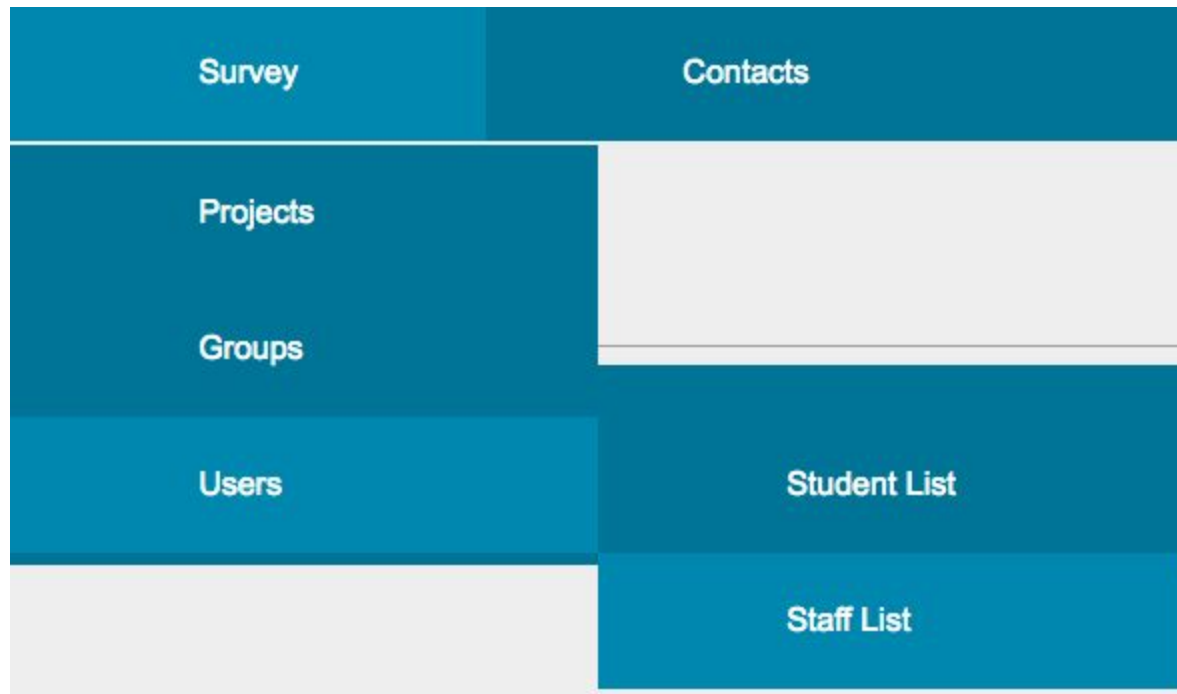 Survey
Contacts
Projects
Groups
Users
Student List
Staff List